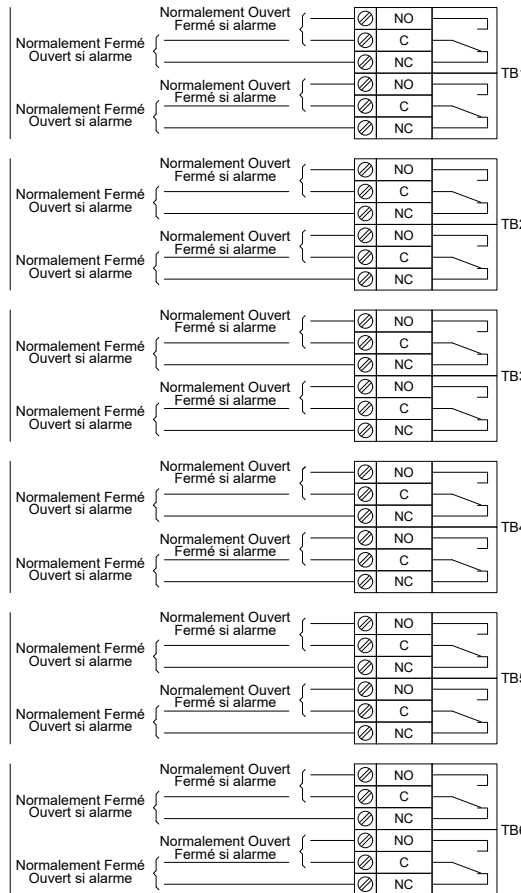 Normalement Ouvert
Fermé si alarme
Normalement Fermé
Ouvert si alarme
NO
C
NC
Normalement Ouvert
Fermé si alarme
Normalement Fermé
Ouvert si alarme
NO
C
NC
TB1
Normalement Ouvert
Fermé si alarme
Normalement Fermé
Ouvert si alarme
NO
C
NC
Normalement Ouvert
Fermé si alarme
Normalement Fermé
Ouvert si alarme
NO
C
NC
TB2
Normalement Ouvert
Fermé si alarme
Normalement Fermé
Ouvert si alarme
NO
C
NC
Normalement Ouvert
Fermé si alarme
Normalement Fermé
Ouvert si alarme
NO
C
NC
TB3
Normalement Ouvert
Fermé si alarme
Normalement Fermé
Ouvert si alarme
NO
C
NC
Normalement Ouvert
Fermé si alarme
Normalement Fermé
Ouvert si alarme
NO
C
NC
TB4
Normalement Ouvert
Fermé si alarme
Normalement Fermé
Ouvert si alarme
NO
C
NC
Normalement Ouvert
Fermé si alarme
Normalement Fermé
Ouvert si alarme
NO
C
NC
TB5
Normalement Ouvert
Fermé si alarme
Normalement Fermé
Ouvert si alarme
NO
C
NC
Normalement Ouvert
Fermé si alarme
Normalement Fermé
Ouvert si alarme
NO
C
NC
TB6